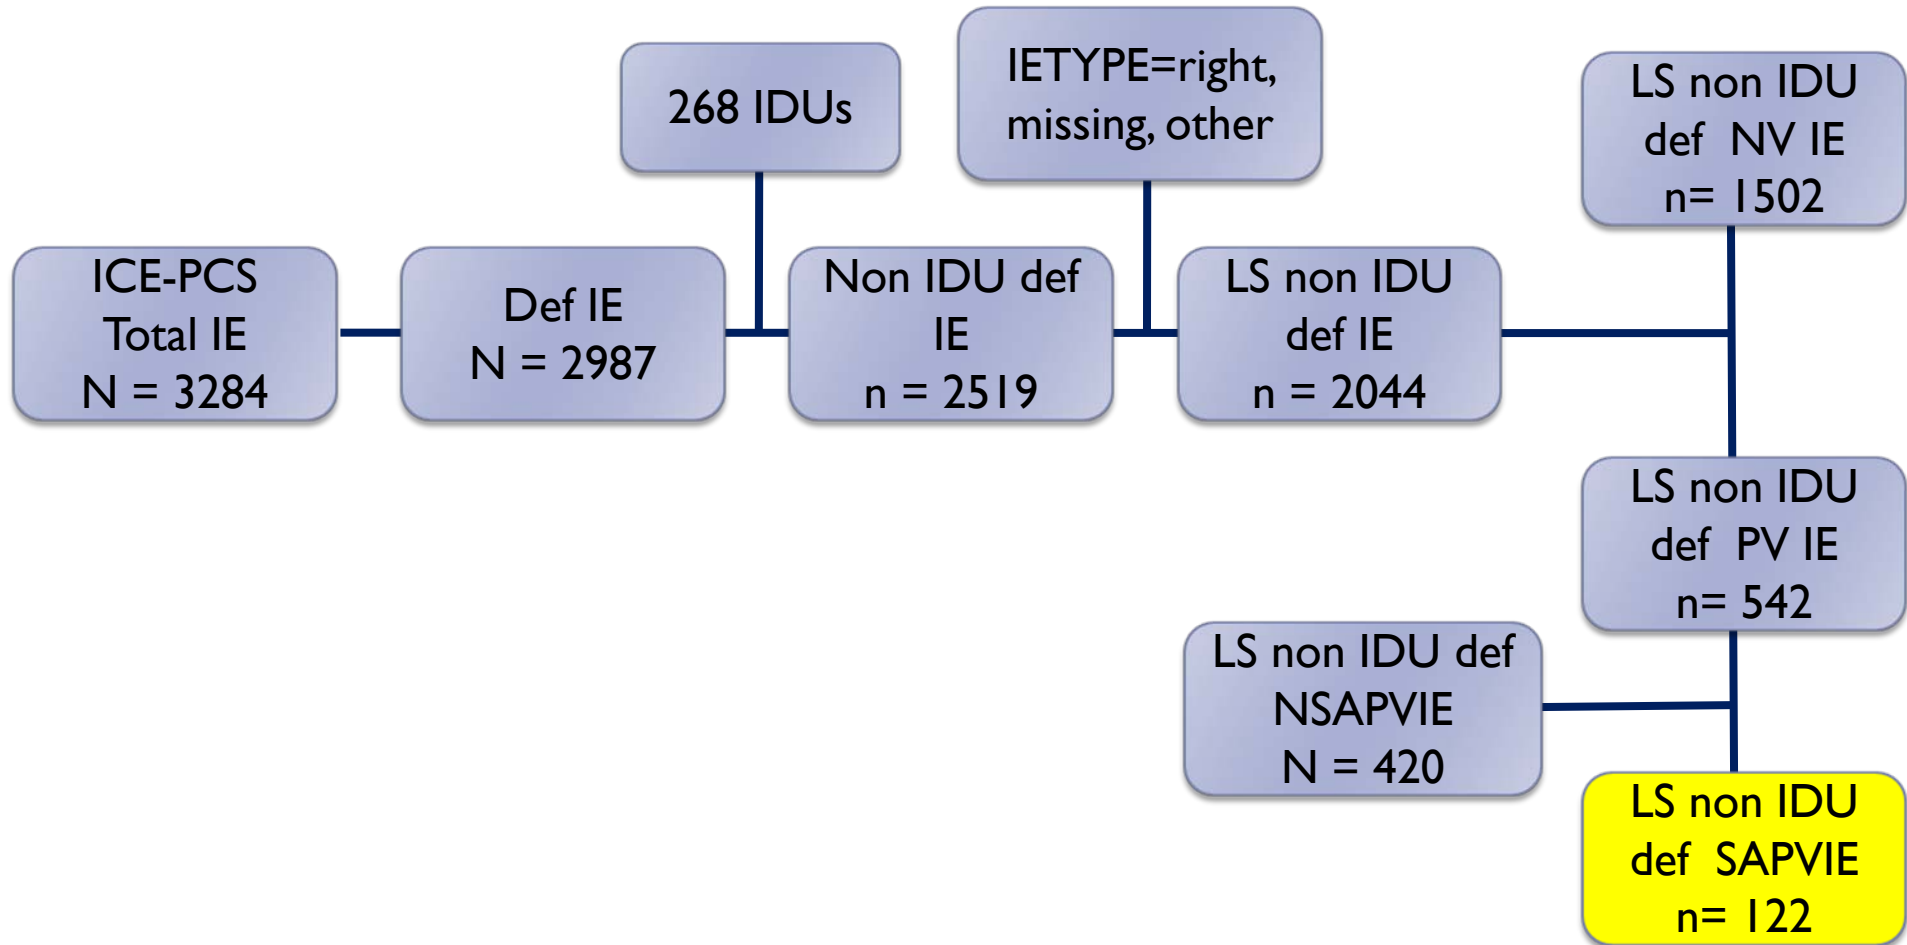 268 IDUs
IETYPE=right,
missing, other
LS non IDU
def  NV IE
n= 1502
ICE-PCS
Total IE
N = 3284
Def IE
N = 2987
Non IDU def
IE
n = 2519
LS non IDU
def IE
n = 2044
LS non IDU
def  PV IE
n= 542
LS non IDU def
NSAPVIE
N = 420
LS non IDU
def  SAPVIE
n= 122